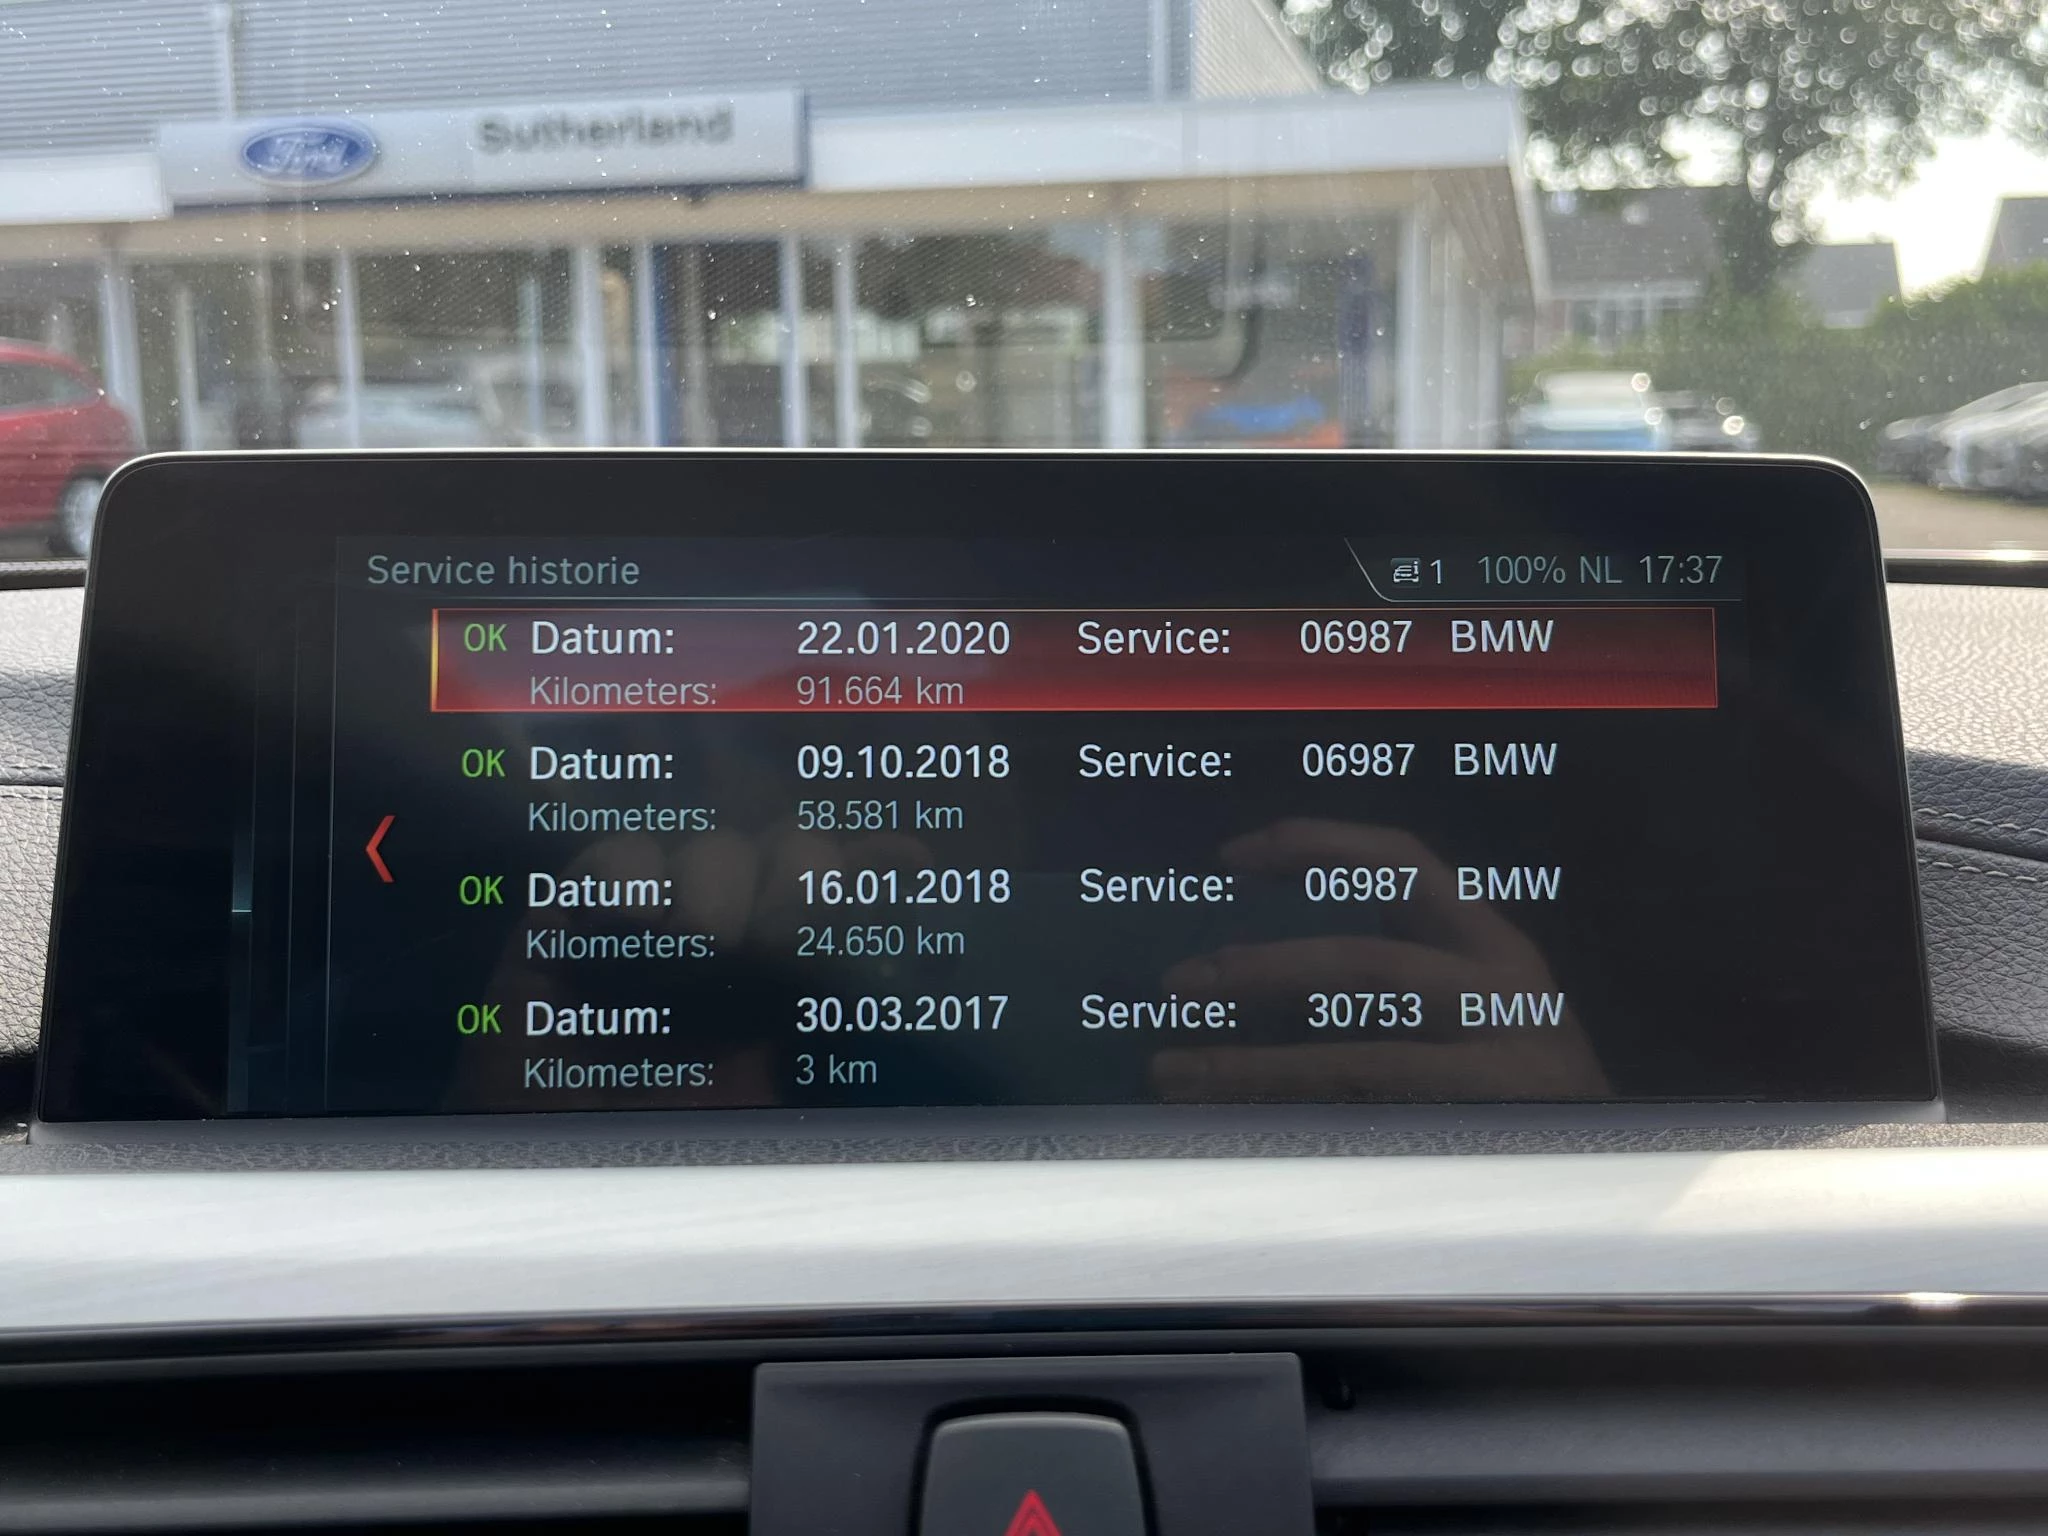 Ford Sutherland
Service historie 1 100% NL 17:37
OK Datum: 22.01.2020 Service: 06987 BMW
Kilometers: 91.664 km
OK Datum: 09.10.2018 Service: 06987 BMW
Kilometers: 58.581 km
OK Datum: 16.01.2018 Service: 06987 BMW
Kilometers: 24.650 km
OK Datum: 30.03.2017 Service: 30753 BMW
Kilometers: 3 km